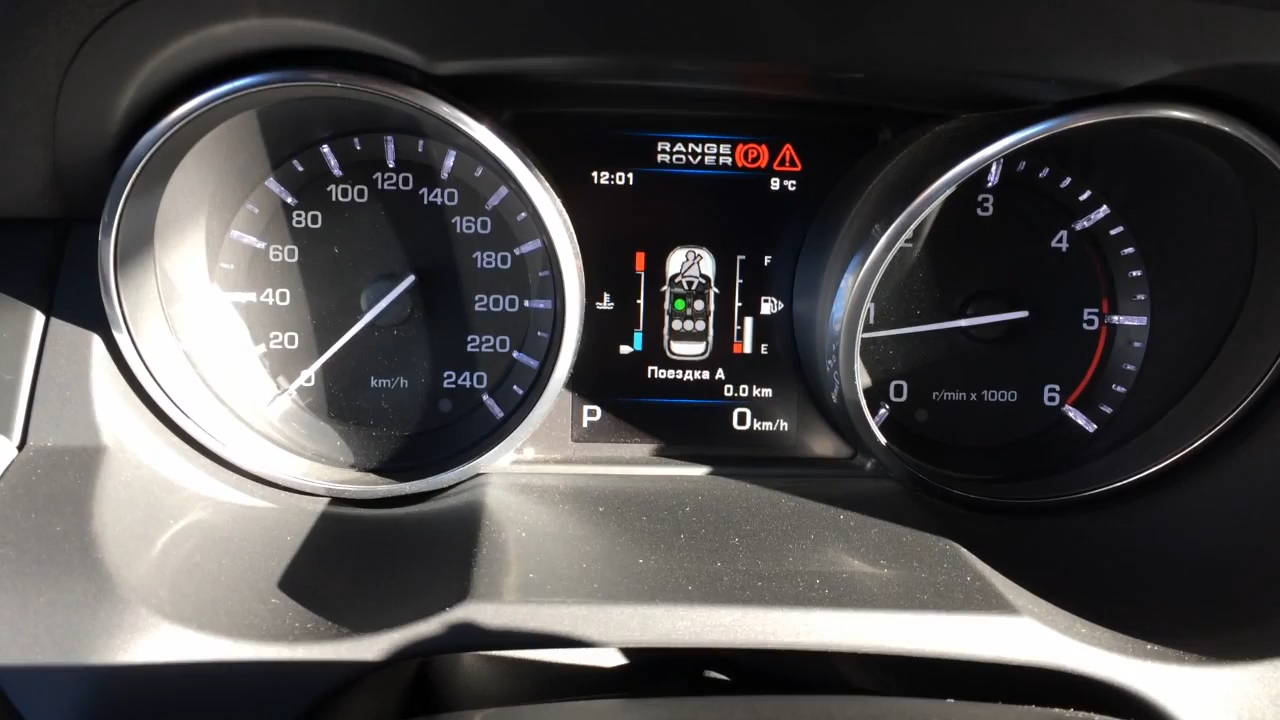 0
20
40
60
80
100
120
140
160
180
200
220
240
km/h
RANGE
ROVER
P
12:01
9 °C
F
E
Поездка A
0.0 km
P
0 km/h
0
1
2
3
4
5
6
r/min x 1000